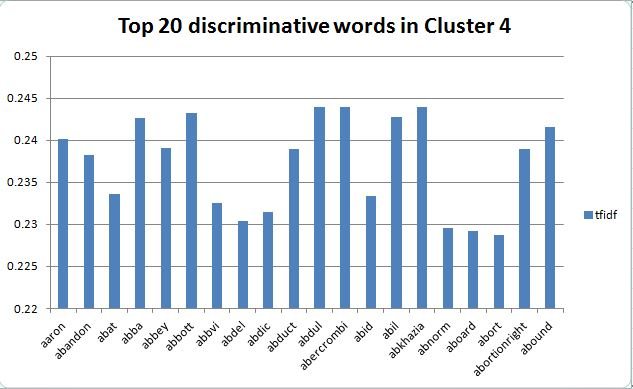 Top 20 discriminative words in Cluster 4
0.25
0.245
0.24
0.235
0.23
0.225
0.22
tfidf
aaron
abandon
abat
abba
abbey
abbott
abbvi
abdel
abdic
abduct
abdul
abercrombi
abid
abil
abkhazia
abnorm
aboard
abort
abortionright
abound